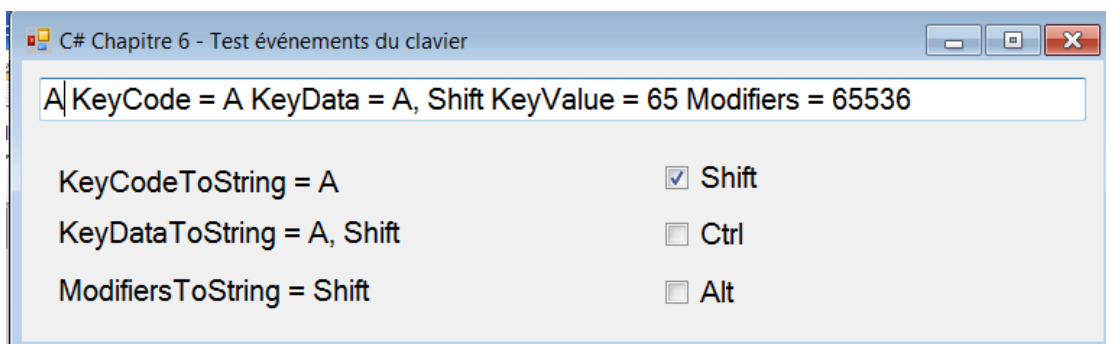 C# Chapitre 6 - Test événements du clavier
A KeyCode = A KeyData = A, Shift KeyValue = 65 Modifiers = 65536
KeyCodeToString = A
Shift
KeyDataToString = A, Shift
Ctrl
ModifiersToString = Shift
Alt